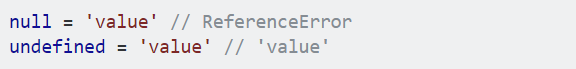 null = 'value' // ReferenceError
undefined = 'value' // 'value'